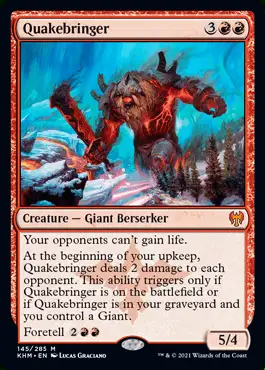 Quakebringer 3
Creature — Giant Berserker
Your opponents can't gain life.
At the beginning of your upkeep,
Quakebringer deals 2 damage to each
opponent. This ability triggers only if
Quakebringer is on the battlefield or
if Quakebringer is in your graveyard and
you control a Giant.
Foretell 2
5/4
145/285 M
KHM • EN Lucas Graciano ™ & © 2021 Wizards of the Coast